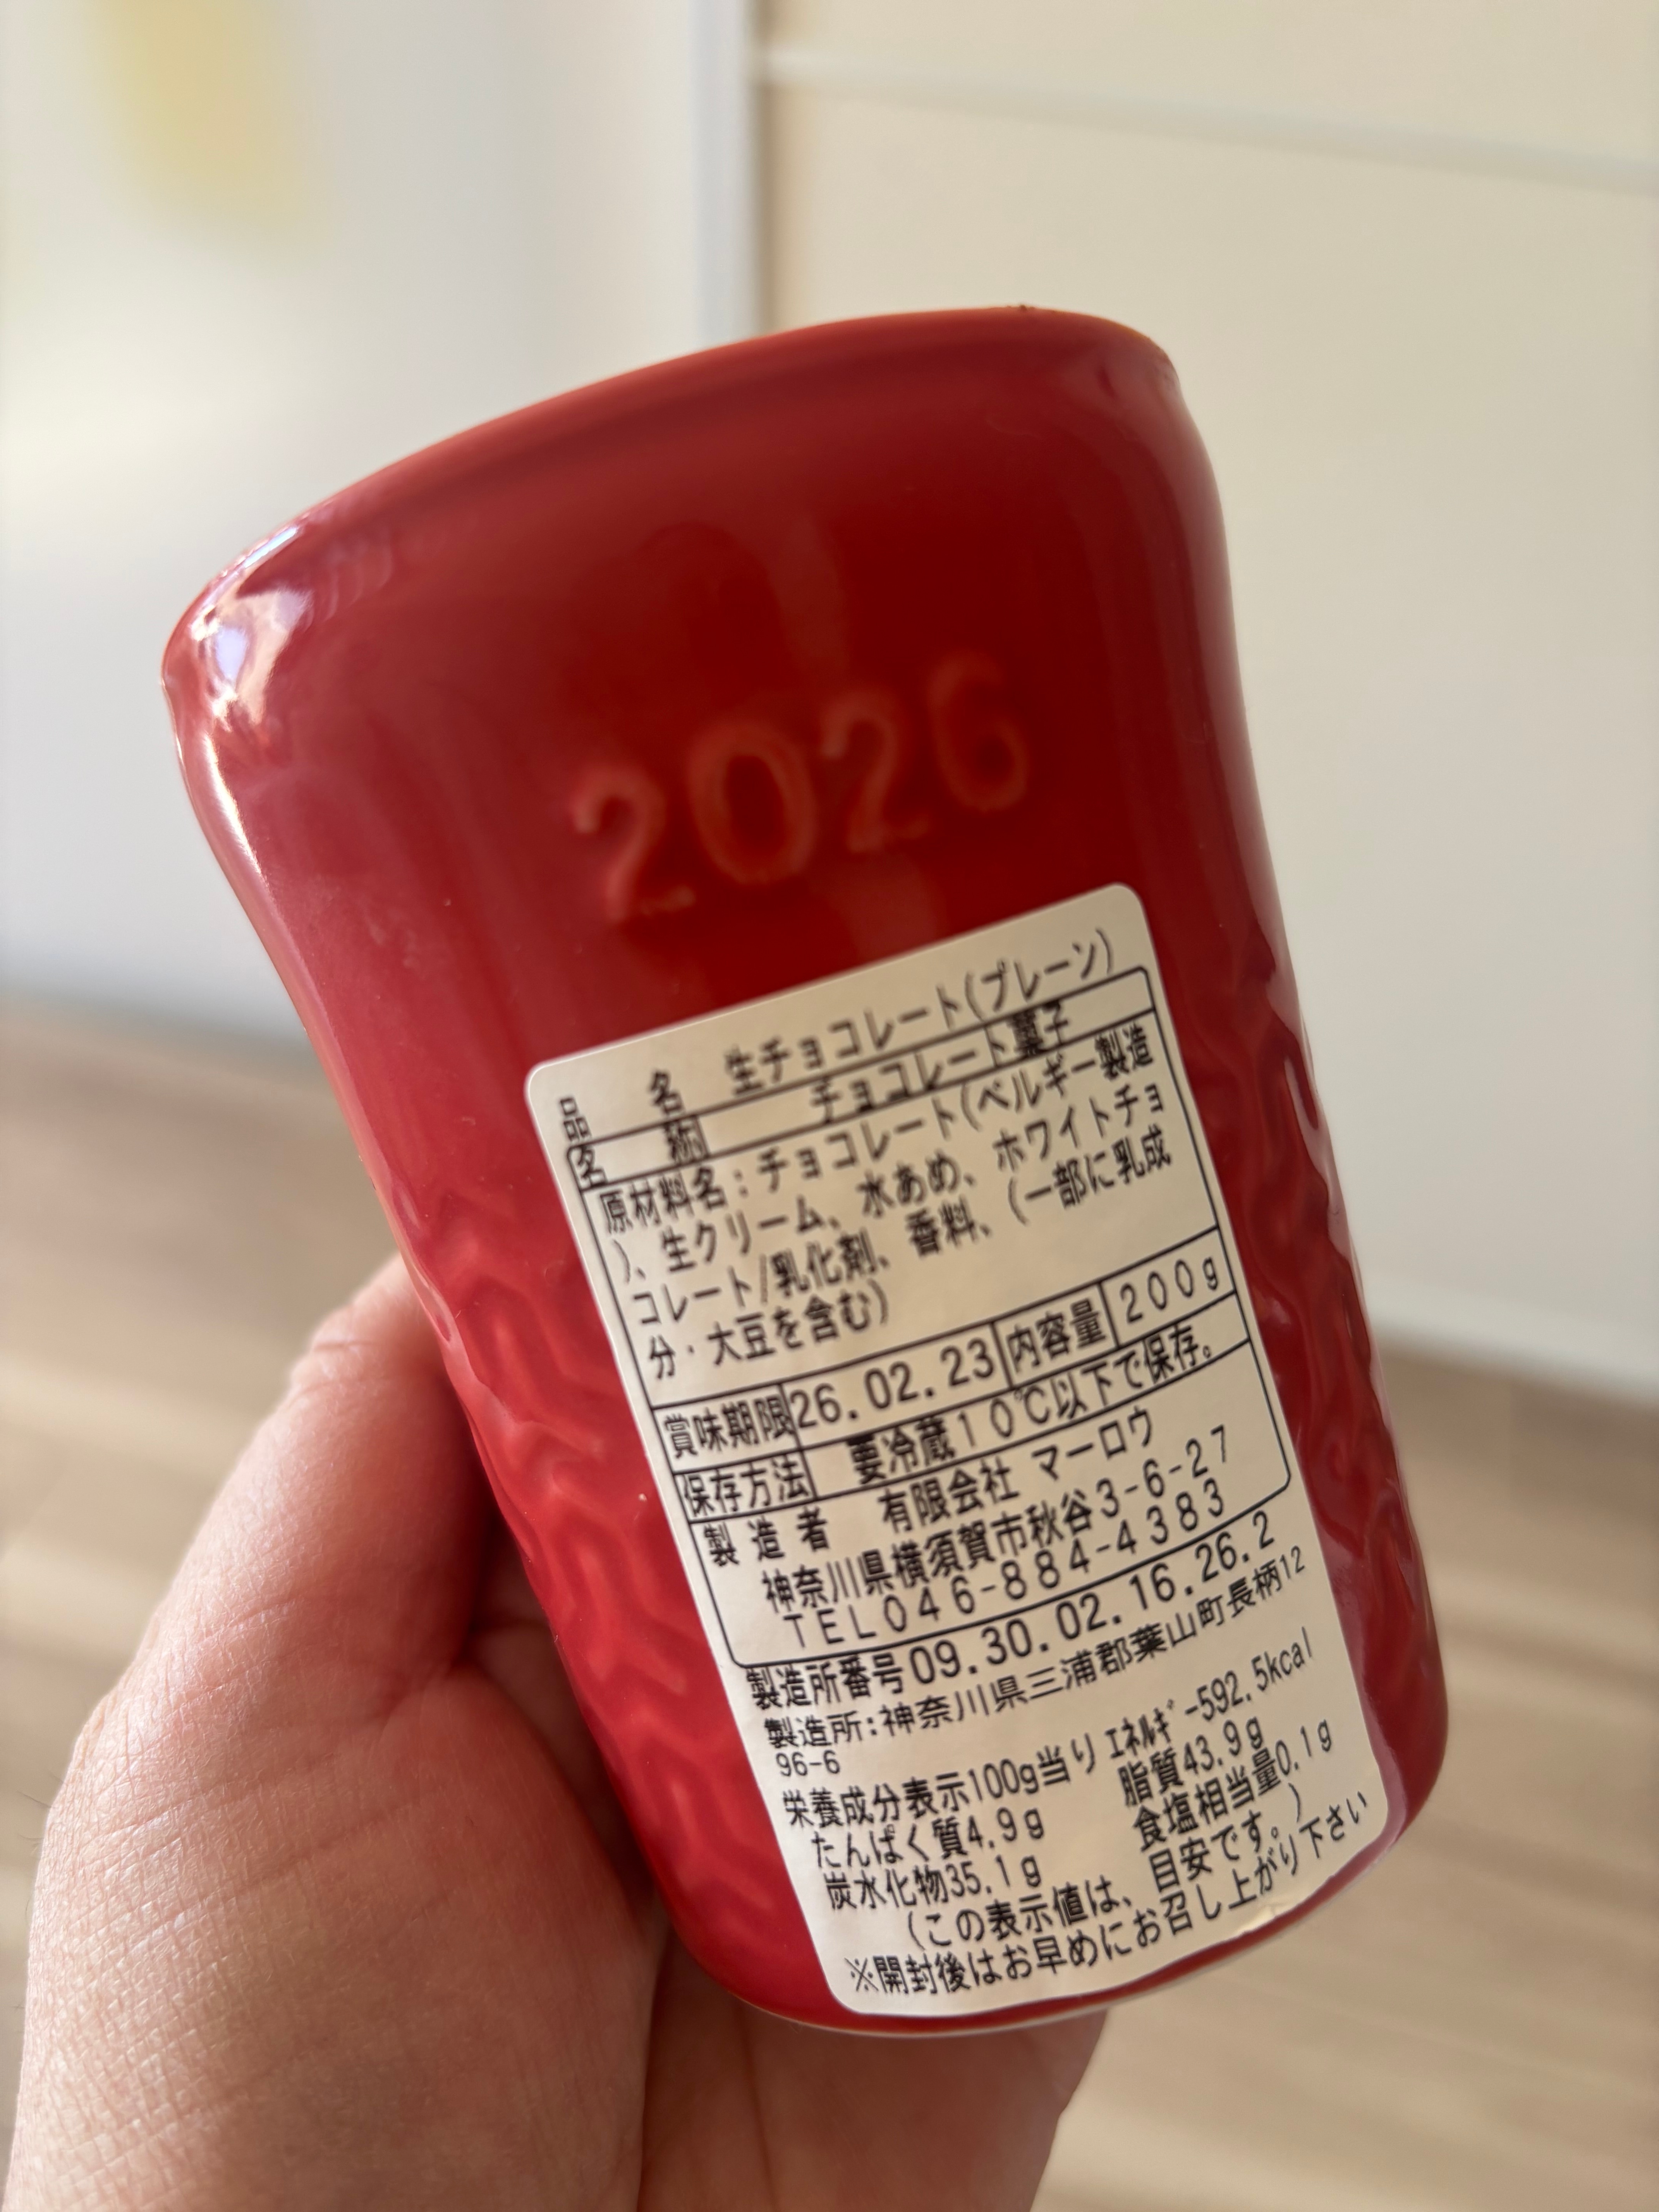 2026
品 名 生チョコレート(プレーン)
名 称 チョコレート菓子
原材料名:チョコレート(ベルギー製造
)、生クリーム、水あめ、ホワイトチョ
コレート/乳化剤、香料、(一部に乳成
分・大豆を含む)
賞味期限 26.02.23 内容量 200g
保存方法 要冷蔵10℃以下で保存。
製造者 有限会社 マーロウ
神奈川県横須賀市秋谷3-6-27
TEL046-884-4383
製造所番号09.30.02.16.26.2
製造所:神奈川県三浦郡葉山町長柄12
96-6
栄養成分表示100g当り ｴﾈﾙｷﾞｰ592.5kcal
たんぱく質4.9g 脂質43.9g
炭水化物35.1g 食塩相当量0.1g
(この表示値は、目安です。)
※開封後はお早めにお召し上がり下さい